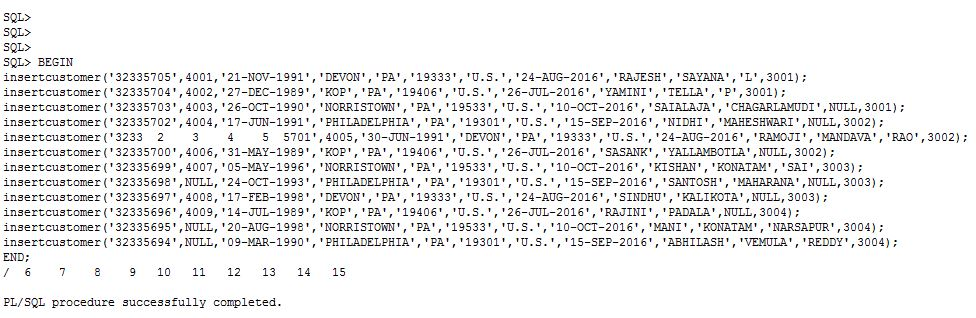 SQL>
SQL>
SQL>
SQL> BEGIN
insertcustomer('32335705',4001,'21-NOV-1991','DEVON','PA','19333','U.S.','24-AUG-2016','RAJESH','SAYANA','L',3001);
insertcustomer('32335704',4002,'27-DEC-1989','KOP','PA','19406','U.S.','26-JUL-2016','YAMINI','TELLA','P',3001);
insertcustomer('32335703',4003,'26-OCT-1990','NORRISTOWN','PA','19533','U.S.','10-OCT-2016','SAIALAJA','CHAGARLAMUDI',NULL,3001);
insertcustomer('32335702',4004,'17-JUN-1991','PHILADELPHIA','PA','19301','U.S.','15-SEP-2016','NIDHI','MAHESHWARI',NULL,3002);
insertcustomer('3233  2    3    4    5  5701',4005,'30-JUN-1991','DEVON','PA','19333','U.S.','24-AUG-2016','RAMOJI','MANDAVA','RAO',3002);
insertcustomer('32335700',4006,'31-MAY-1989','KOP','PA','19406','U.S.','26-JUL-2016','SASANK','YALLAMBOTLA',NULL,3002);
insertcustomer('32335699',4007,'05-MAY-1996','NORRISTOWN','PA','19533','U.S.','10-OCT-2016','KISHAN','KONATAM','SAI',3003);
insertcustomer('32335698',NULL,'24-OCT-1993','PHILADELPHIA','PA','19301','U.S.','15-SEP-2016','SANTOSH','MAHARANA',NULL,3003);
insertcustomer('32335697',4008,'17-FEB-1998','DEVON','PA','19333','U.S.','24-AUG-2016','SINDHU','KALIKOTA',NULL,3003);
insertcustomer('32335696',4009,'14-JUL-1989','KOP','PA','19406','U.S.','26-JUL-2016','RAJINI','PADALA',NULL,3004);
insertcustomer('32335695',NULL,'20-AUG-1998','NORRISTOWN','PA','19533','U.S.','10-OCT-2016','MANI','KONATAM','NARSAPUR',3004);
insertcustomer('32335694',NULL,'09-MAR-1990','PHILADELPHIA','PA','19301','U.S.','15-SEP-2016','ABHILASH','VEMULA','REDDY',3004);
END;
/  6    7    8    9   10   11   12   13   14   15
PL/SQL procedure successfully completed.